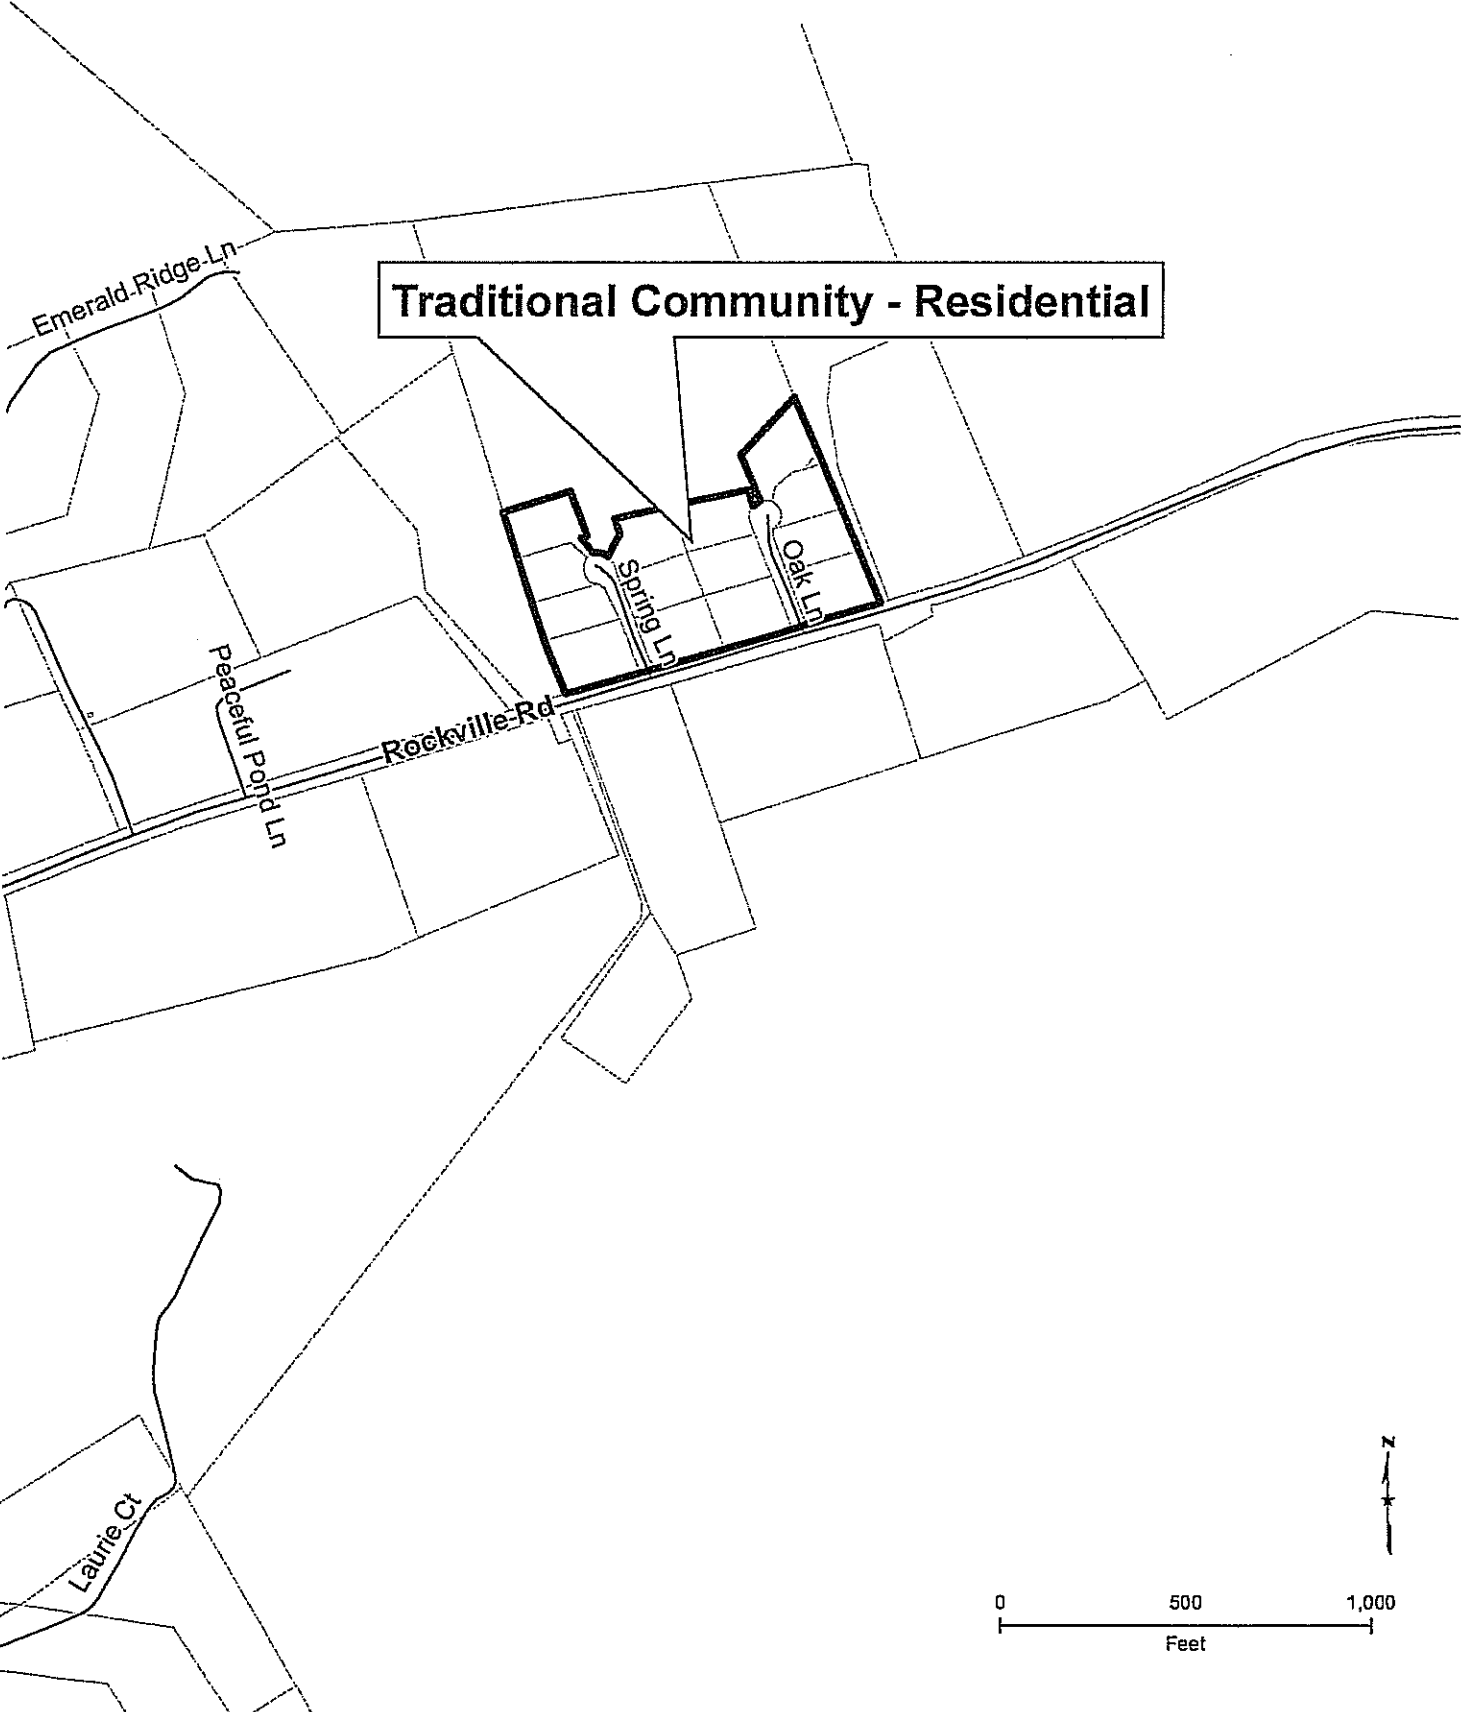 Emerald-Ridge-Ln
Traditional Community - Residential
Spring Ln
Oak Ln
Peaceful Pond Ln
Rockville-Rd
Laurie Ct
N
0 500 1,000
Feet